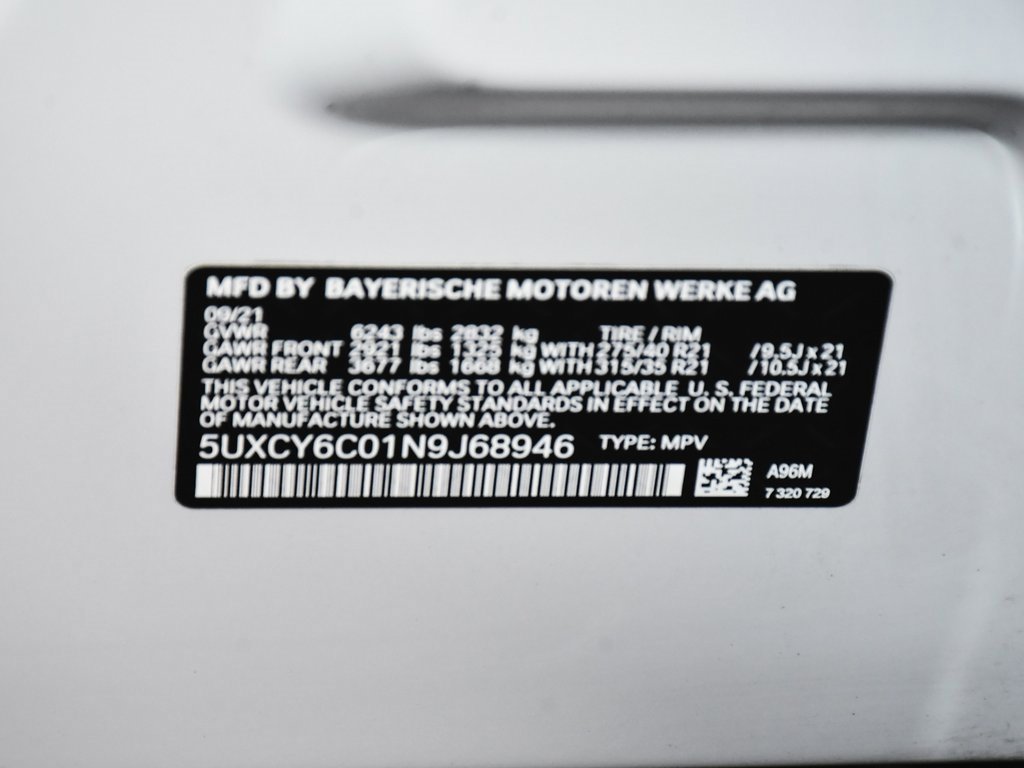 MFD BY BAYERISCHE MOTOREN WERKE AG
09/21
GVWR 6243 lbs 2832 kg TIRE / RIM
GAWR FRONT 2921 lbs 1325 kg WITH 275/40 R21 /9.5J x 21
GAWR REAR 3677 lbs 1668 kg WITH 315/35 R21 /10.5J x 21
THIS VEHICLE CONFORMS TO ALL APPLICABLE U. S. FEDERAL
MOTOR VEHICLE SAFETY STANDARDS IN EFFECT ON THE DATE
OF MANUFACTURE SHOWN ABOVE.
5UXCY6C01N9J68946 TYPE: MPV
A96M
7 320 729